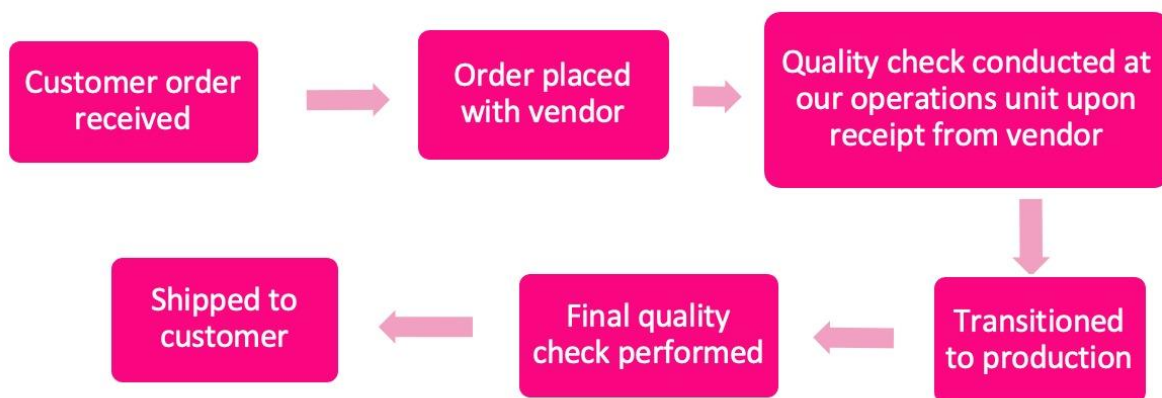 Customer order
received
Order placed
with vendor
Quality check conducted at
our operations unit upon
receipt from vendor
Transitioned
to production
Final quality
check performed
Shipped to
customer